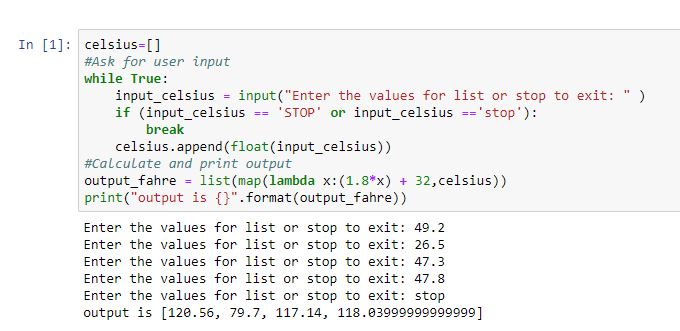 In [1]: celsius=[]
#Ask for user input
while True:
    input_celsius = input("Enter the values for list or stop to exit: " )
    if (input_celsius == 'STOP' or input_celsius =='stop'):
        break
    celsius.append(float(input_celsius))
#Calculate and print output
output_fahre = list(map(lambda x:(1.8*x) + 32,celsius))
print("output is {}".format(output_fahre))
Enter the values for list or stop to exit: 49.2
Enter the values for list or stop to exit: 26.5
Enter the values for list or stop to exit: 47.3
Enter the values for list or stop to exit: 47.8
Enter the values for list or stop to exit: stop
output is [120.56, 79.7, 117.14, 118.03999999999999]